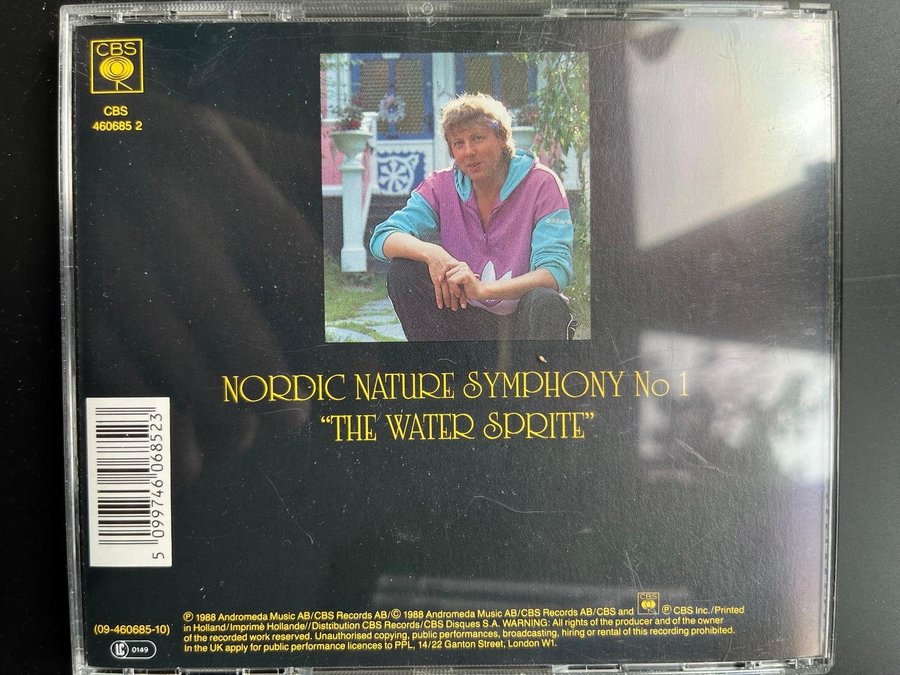 CBS
CBS
460685 2
adidas
NORDIC NATURE SYMPHONY No 1
“THE WATER SPRITE”
5 099746 068523
(09-460685-10)
LC 0149
℗ 1988 Andromeda Music AB/CBS Records AB/© 1988 Andromeda Music AB/CBS Records AB/CBS and CBS ℗ CBS Inc./Printed
in Holland/Imprimé Hollande//Distribution CBS Records/CBS Disques S.A. WARNING: All rights of the producer and of the owner
of the recorded work reserved. Unauthorised copying, public performances, broadcasting, hiring or rental of this recording prohibited.
In the UK apply for public performance licences to PPL, 14/22 Ganton Street, London W1.